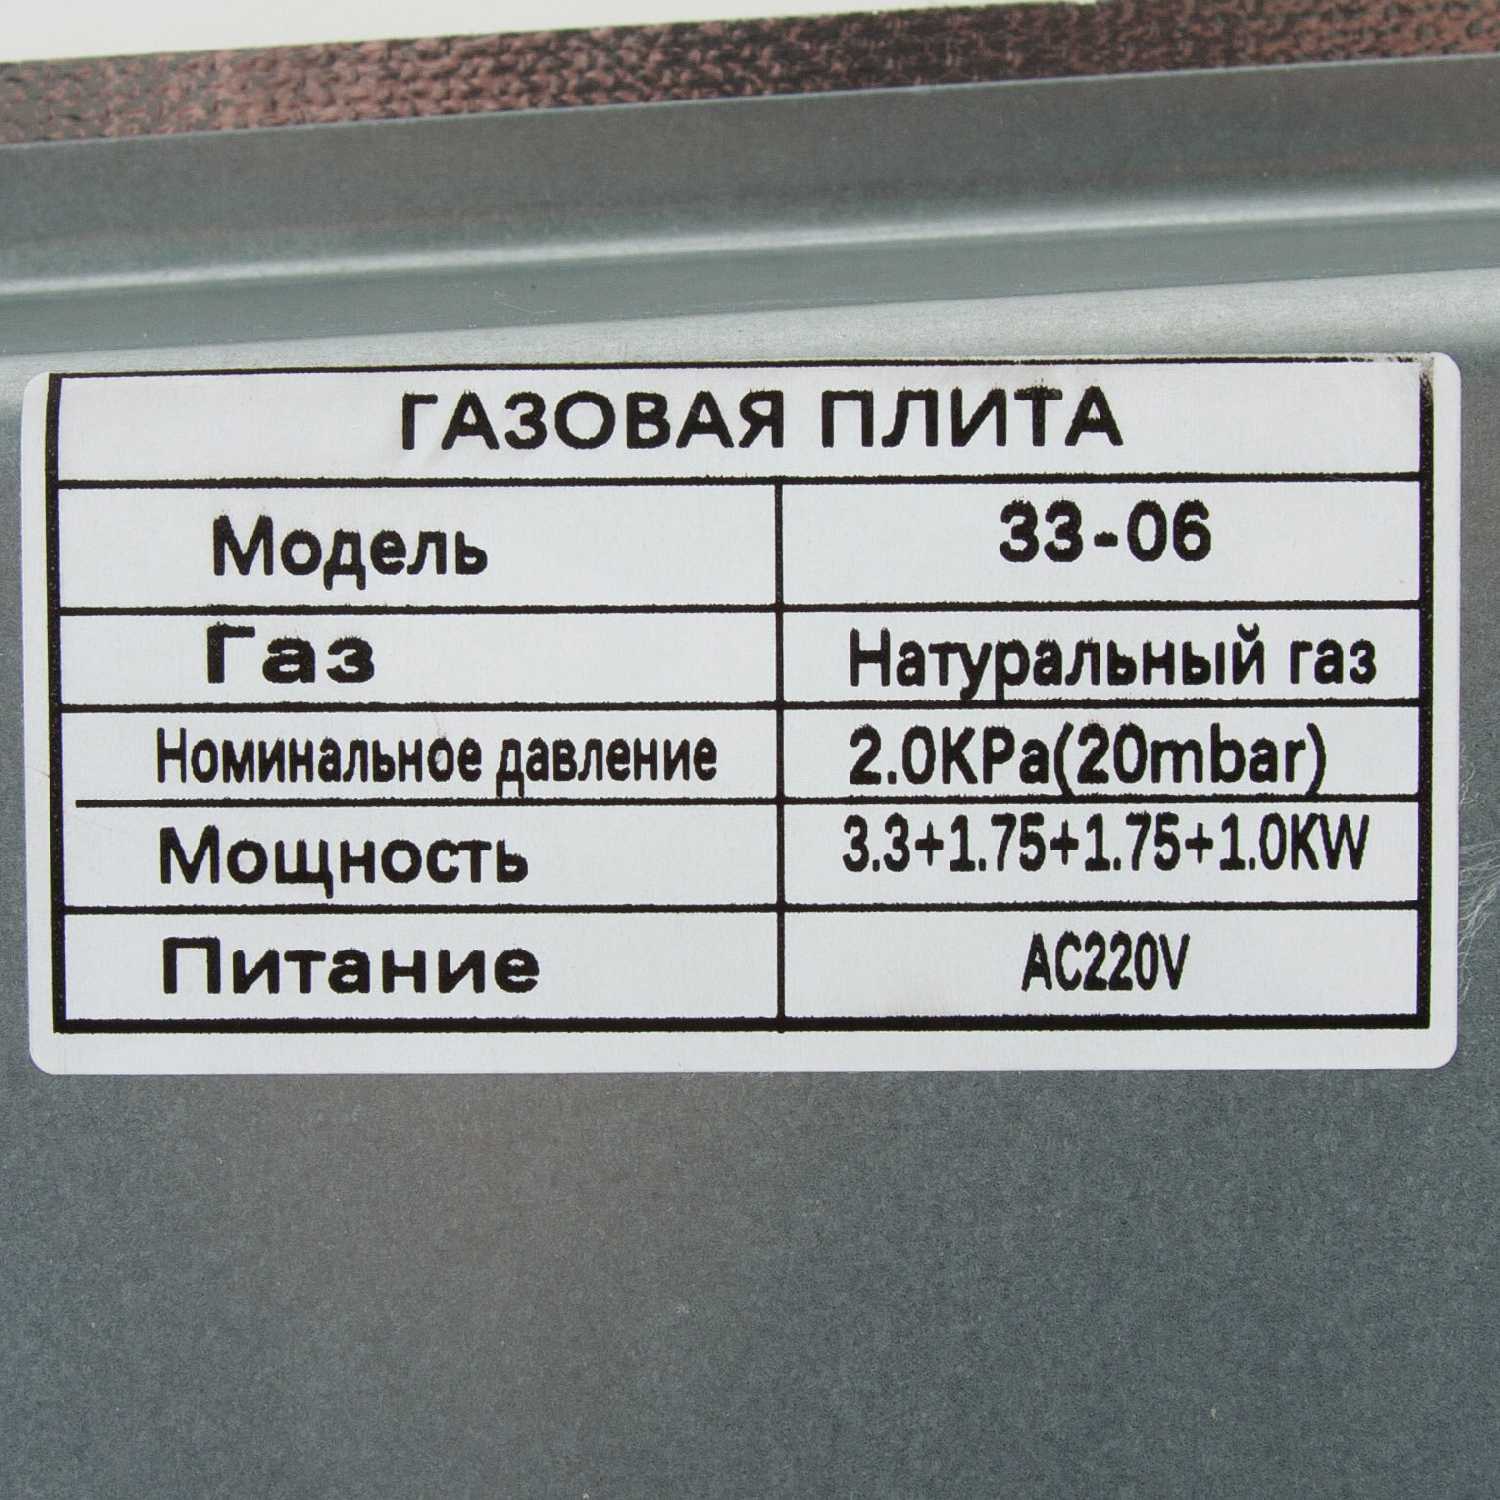 ГАЗОВАЯ ПЛИТА
Модель 33-06
Газ Натуральный газ
Номинальное давление 2.0KPa(20mbar)
Мощность 3.3+1.75+1.75+1.0KW
Питание AC220V